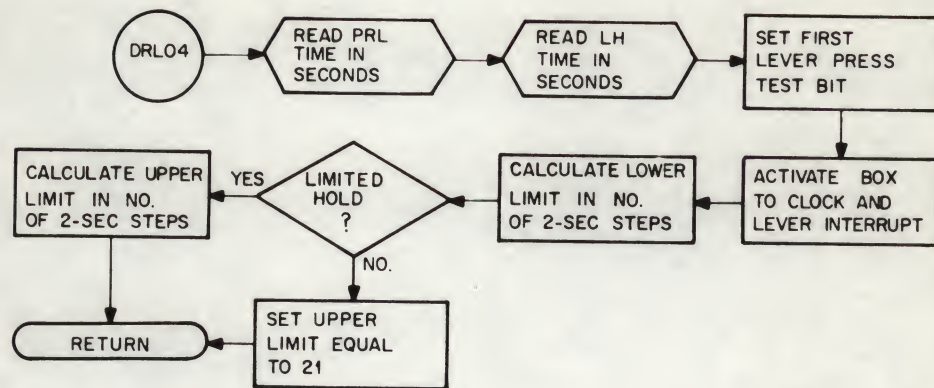 DRL04
READ PRL
TIME IN
SECONDS
READ LH
TIME IN
SECONDS
SET FIRST
LEVER PRESS
TEST BIT
ACTIVATE BOX
TO CLOCK AND
LEVER INTERRUPT
CALCULATE LOWER
LIMIT IN NO.
OF 2-SEC STEPS
LIMITED
HOLD
?
YES
CALCULATE UPPER
LIMIT IN NO.
OF 2-SEC STEPS
NO.
SET UPPER
LIMIT EQUAL
TO 21
RETURN